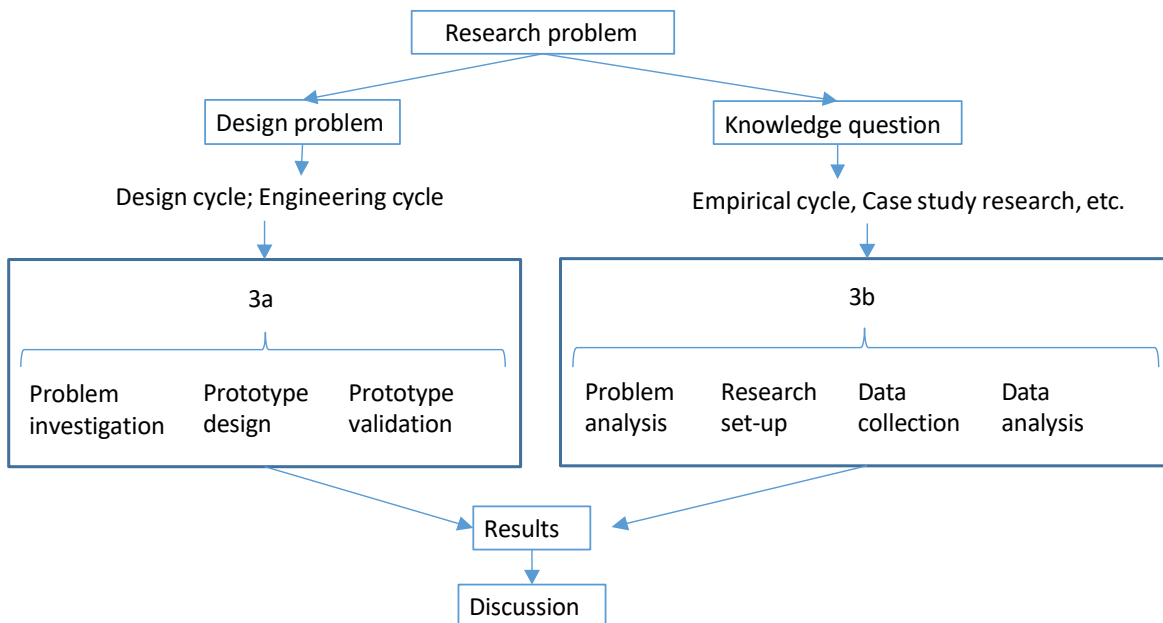 Research problem
Design problem
Knowledge question
Design cycle; Engineering cycle
Empirical cycle, Case study research, etc.
3a
Problem
investigation
Prototype
design
Prototype
validation
3b
Problem
analysis
Research
set-up
Data
collection
Data
analysis
Results
Discussion